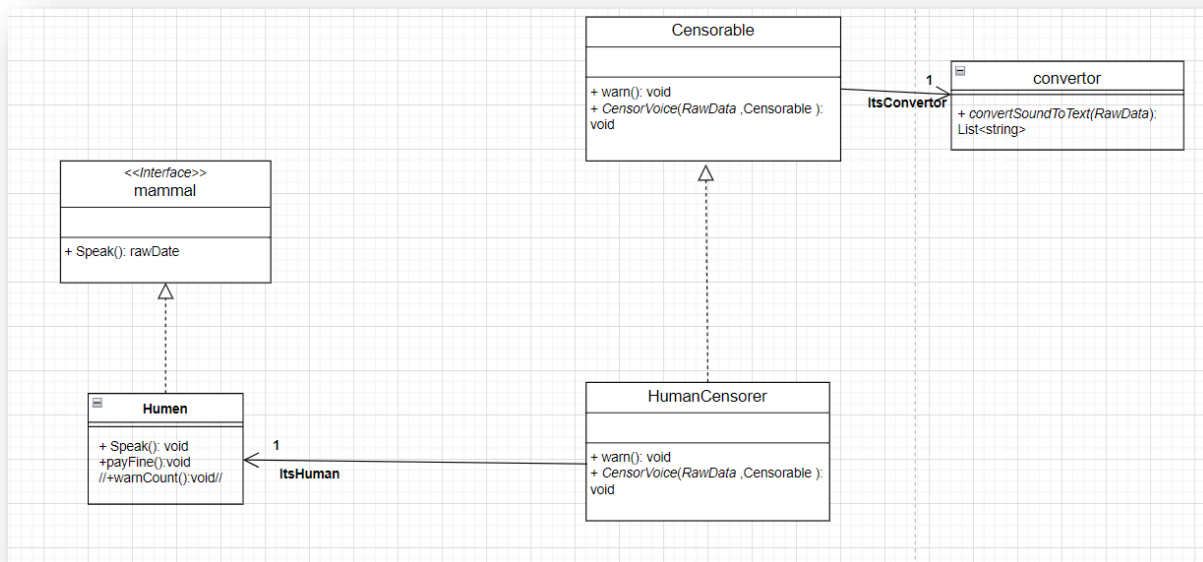 Censorable
+ warn(): void
+ CensorVoice(RawData ,Censorable ):
void
1
ItsConvertor
convertor
+ convertSoundToText(RawData):
List<string>
<<Interface>>
mammal
+ Speak(): rawDate
Humen
+ Speak(): void
+payFine():void
//+warnCount():void//
1
ItsHuman
HumanCensorer
+ warn(): void
+ CensorVoice(RawData ,Censorable ):
void